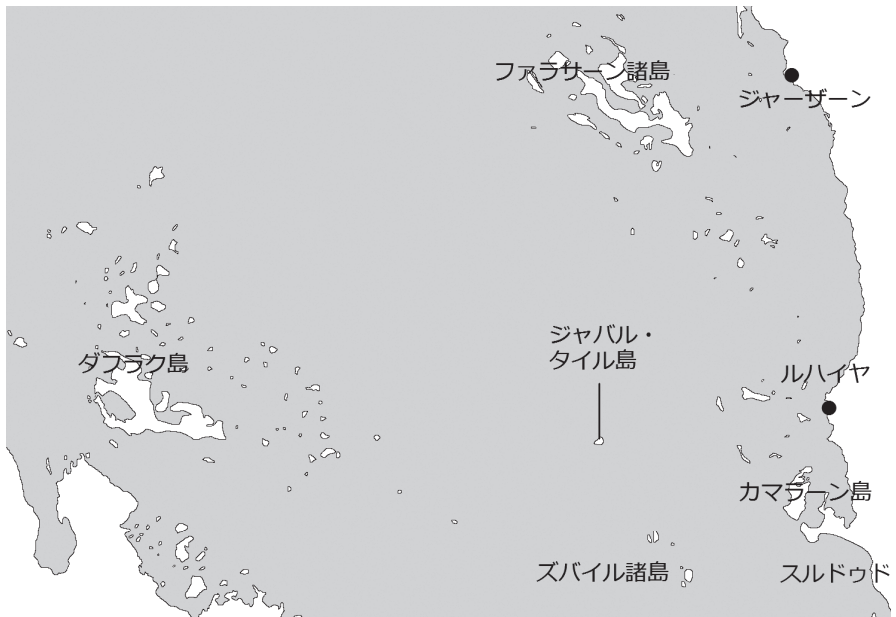 ファラサーン諸島
ジャーザーン
ジャバル・
タイル島
ダフラク島
ルハイヤ
カマラーン島
ズバイル諸島
スルドゥド